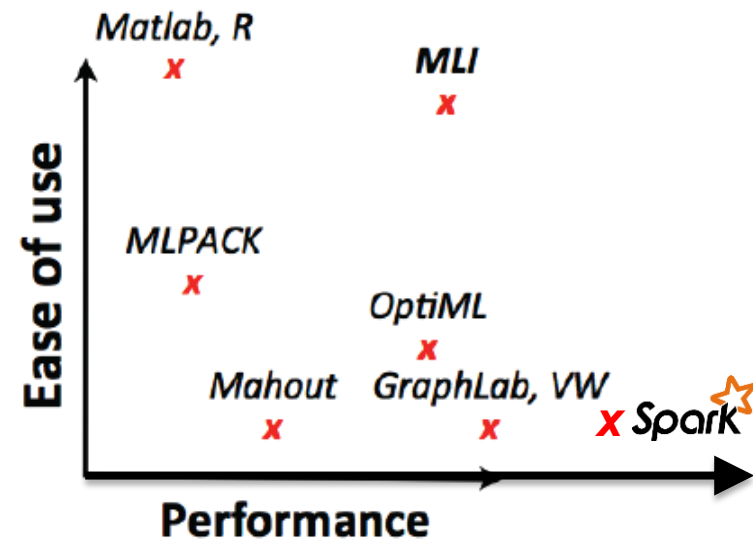 Matlab, R
x
MLI
x
Ease of use
MLPACK
x
OptiML
x
Mahout
x
GraphLab, VW
x
x Spark
Performance